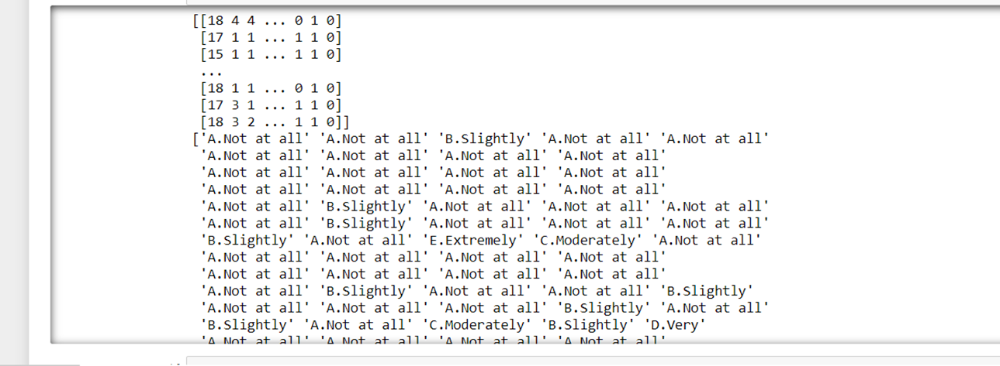 [[18 4 4 ... 0 1 0]
[17 1 1 ... 1 1 0]
[15 1 1 ... 1 1 0]
...
[18 1 1 ... 0 1 0]
[17 3 1 ... 1 1 0]
[18 3 2 ... 1 1 0]]
['A.Not at all' 'A.Not at all' 'B.Slightly' 'A.Not at all' 'A.Not at all'
'A.Not at all' 'A.Not at all' 'A.Not at all' 'A.Not at all'
'A.Not at all' 'A.Not at all' 'A.Not at all' 'A.Not at all'
'A.Not at all' 'A.Not at all' 'A.Not at all' 'A.Not at all'
'A.Not at all' 'B.Slightly' 'A.Not at all' 'A.Not at all' 'A.Not at all'
'A.Not at all' 'B.Slightly' 'A.Not at all' 'A.Not at all' 'A.Not at all'
'B.Slightly' 'A.Not at all' 'E.Extremely' 'C.Moderately' 'A.Not at all'
'A.Not at all' 'A.Not at all' 'A.Not at all' 'A.Not at all'
'A.Not at all' 'A.Not at all' 'A.Not at all' 'A.Not at all'
'A.Not at all' 'B.Slightly' 'A.Not at all' 'A.Not at all' 'B.Slightly'
'A.Not at all' 'A.Not at all' 'A.Not at all' 'B.Slightly' 'A.Not at all'
'B.Slightly' 'A.Not at all' 'C.Moderately' 'B.Slightly' 'D.Very'
'A.Not at all' 'A.Not at all' 'A.Not at all' 'A.Not at all'